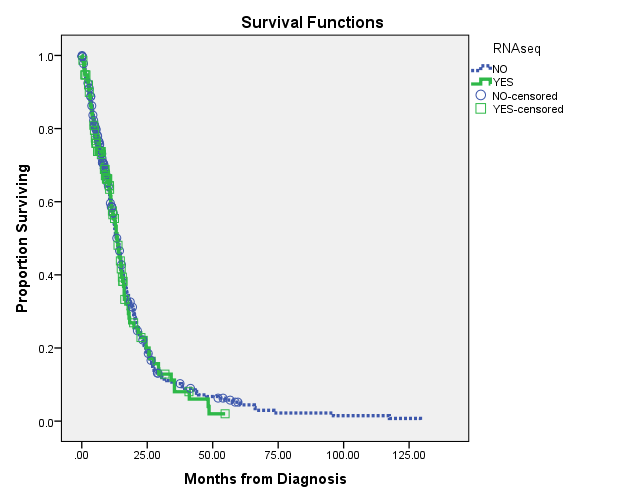 Survival Functions
RNAseq
NO
YES
NO-censored
YES-censored
Proportion Surviving
1.0
0.8
0.6
0.4
0.2
0.0
.00 25.00 50.00 75.00 100.00 125.00
Months from Diagnosis